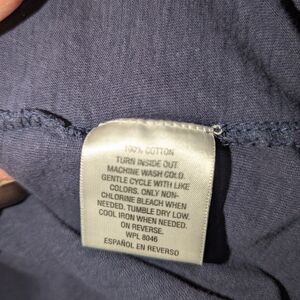 100% COTTON
TURN INSIDE OUT.
MACHINE WASH COLD.
GENTLE CYCLE WITH LIKE
COLORS. ONLY NON-
CHLORINE BLEACH WHEN
NEEDED. TUMBLE DRY LOW.
COOL IRON WHEN NEEDED.
ON REVERSE.
WPL 8046
ESPAÑOL EN REVERSO